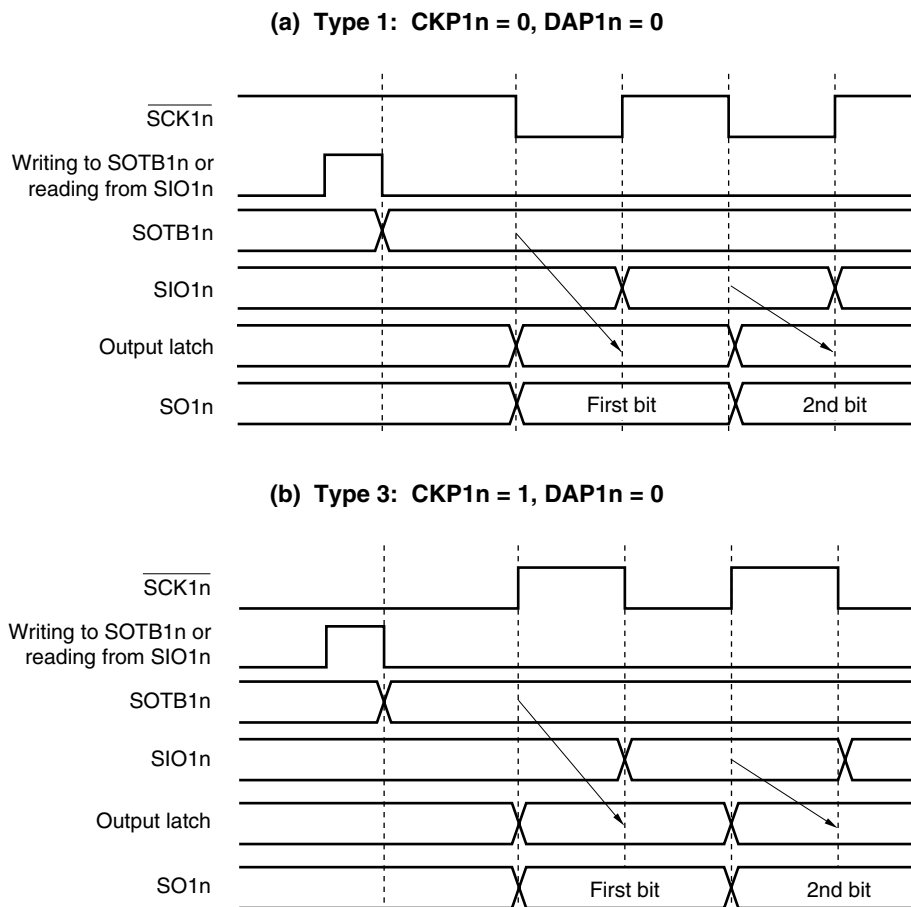 (a) Type 1: CKP1n = 0, DAP1n = 0
SCK1n
Writing to SOTB1n or
reading from SIO1n
SOTB1n
SIO1n
Output latch
SO1n
First bit
2nd bit
(b) Type 3: CKP1n = 1, DAP1n = 0
SCK1n
Writing to SOTB1n or
reading from SIO1n
SOTB1n
SIO1n
Output latch
SO1n
First bit
2nd bit